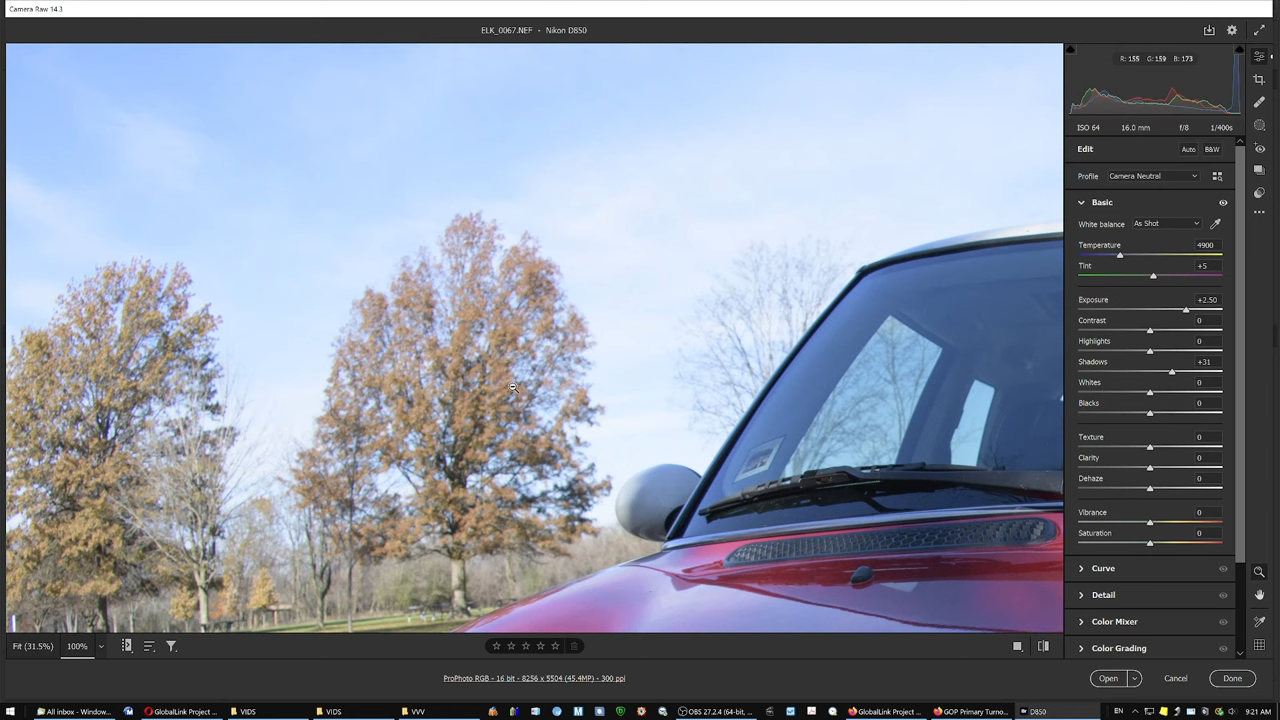 Camera Raw 14.3
ELK_0067.NEF - Nikon D850
R: 155 G: 159 B: 173
ISO 64 16.0 mm f/8 1/400s
Edit Auto B&W
Profile Camera Neutral
Basic
White balance As Shot
Temperature 4900
Tint +5
Exposure +2.50
Contrast 0
Highlights 0
Shadows +31
Whites 0
Blacks 0
Texture 0
Clarity 0
Dehaze 0
Vibrance 0
Saturation 0
Curve
Detail
Color Mixer
Color Grading
Fit (31.5%) 100%
ProPhoto RGB - 16 bit - 8256 x 5504 (45.4MP) - 300 ppi
Open Cancel Done
All inbox - Window... GlobalLink Project ... VIDS VIDS VVV OBS 27.2.4 (64-bit, ... GlobalLink Project ... GOP Primary Turno... D850 EN 9:21 AM